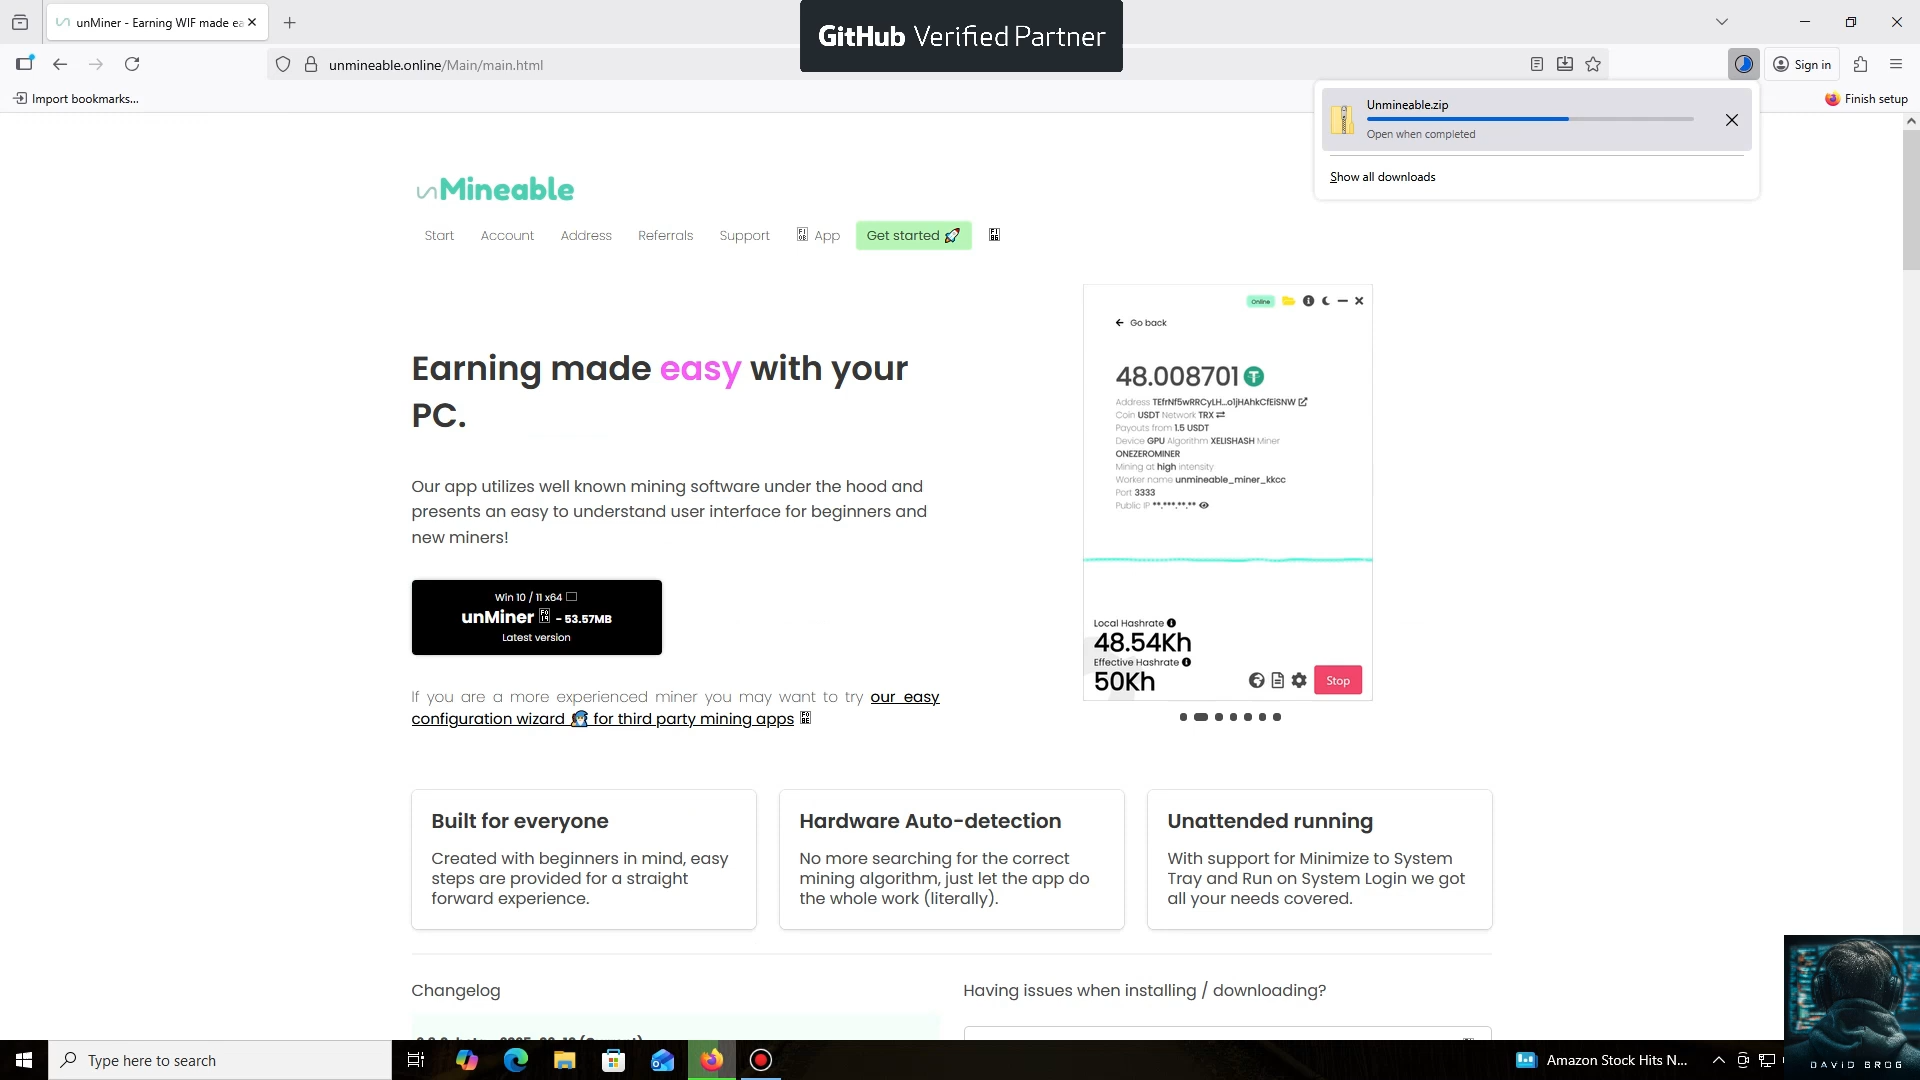 unMiner - Earning WIF made ea
GitHub Verified Partner
unmineable.online/Main/main.html
Sign in
Import bookmarks...
Finish setup
Unmineable.zip
Open when completed
Show all downloads
unMineable
Start
Account
Address
Referrals
Support
App
Get started
Earning made easy with your
PC.
Our app utilizes well known mining software under the hood and
presents an easy to understand user interface for beginners and
new miners!
Win 10 / 11 x64
unMiner - 53.57MB
Latest version
If you are a more experienced miner you may want to try our easy
configuration wizard for third party mining apps
Online
Go back
48.008701
Address TEfrNf5wRRCyLH...o1jHAhkCfEiSNW
Coin USDT Network TRX
Payouts from 1.5 USDT
Device GPU Algorithm XELISHASH Miner
ONEZEROMINER
Mining at high intensity
Worker name unmineable_miner_kkcc
Port 3333
Public IP **.***.**.**
Local Hashrate
48.54Kh
Effective Hashrate
50Kh
Stop
Built for everyone
Created with beginners in mind, easy
steps are provided for a straight
forward experience.
Hardware Auto-detection
No more searching for the correct
mining algorithm, just let the app do
the whole work (literally).
Unattended running
With support for Minimize to System
Tray and Run on System Login we got
all your needs covered.
Changelog
Having issues when installing / downloading?
Type here to search
Amazon Stock Hits N...
DAVID BROG